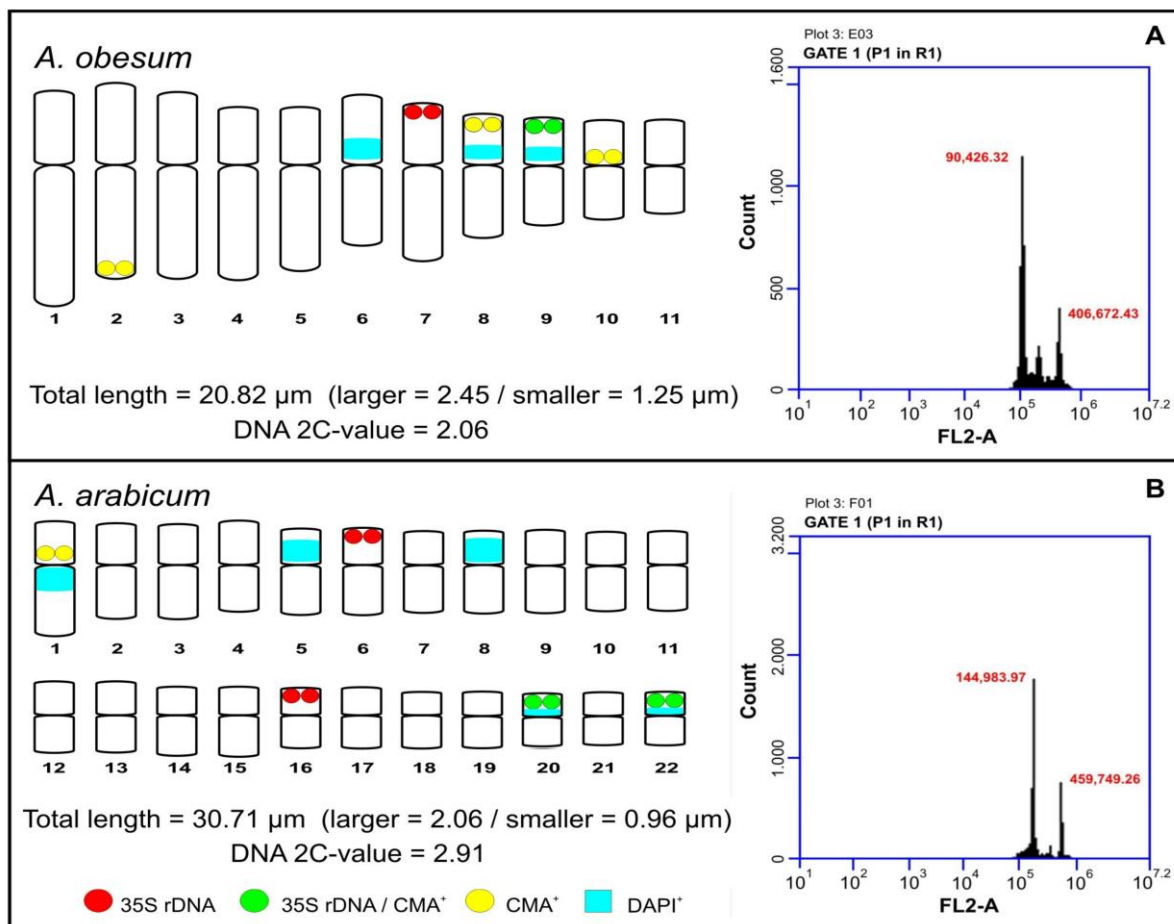 A. obesum
1 2 3 4 5 6 7 8 9 10 11
Total length = 20.82 µm (larger = 2.45 / smaller = 1.25 µm)
DNA 2C-value = 2.06
A
Plot 3: E03
GATE 1 (P1 in R1)
1.600
1.000
500
0
Count
90,426.32
406,672.43
10^1 10^2 10^3 10^4 10^5 10^6 10^7.2
FL2-A
A. arabicum
1 2 3 4 5 6 7 8 9 10 11
12 13 14 15 16 17 18 19 20 21 22
Total length = 30.71 µm (larger = 2.06 / smaller = 0.96 µm)
DNA 2C-value = 2.91
35S rDNA 35S rDNA / CMA⁺ CMA⁺ DAPI⁺
B
Plot 3: F01
GATE 1 (P1 in R1)
3.200
2.000
1.000
0
Count
144,983.97
459,749.26
10^1 10^2 10^3 10^4 10^5 10^6 10^7.2
FL2-A